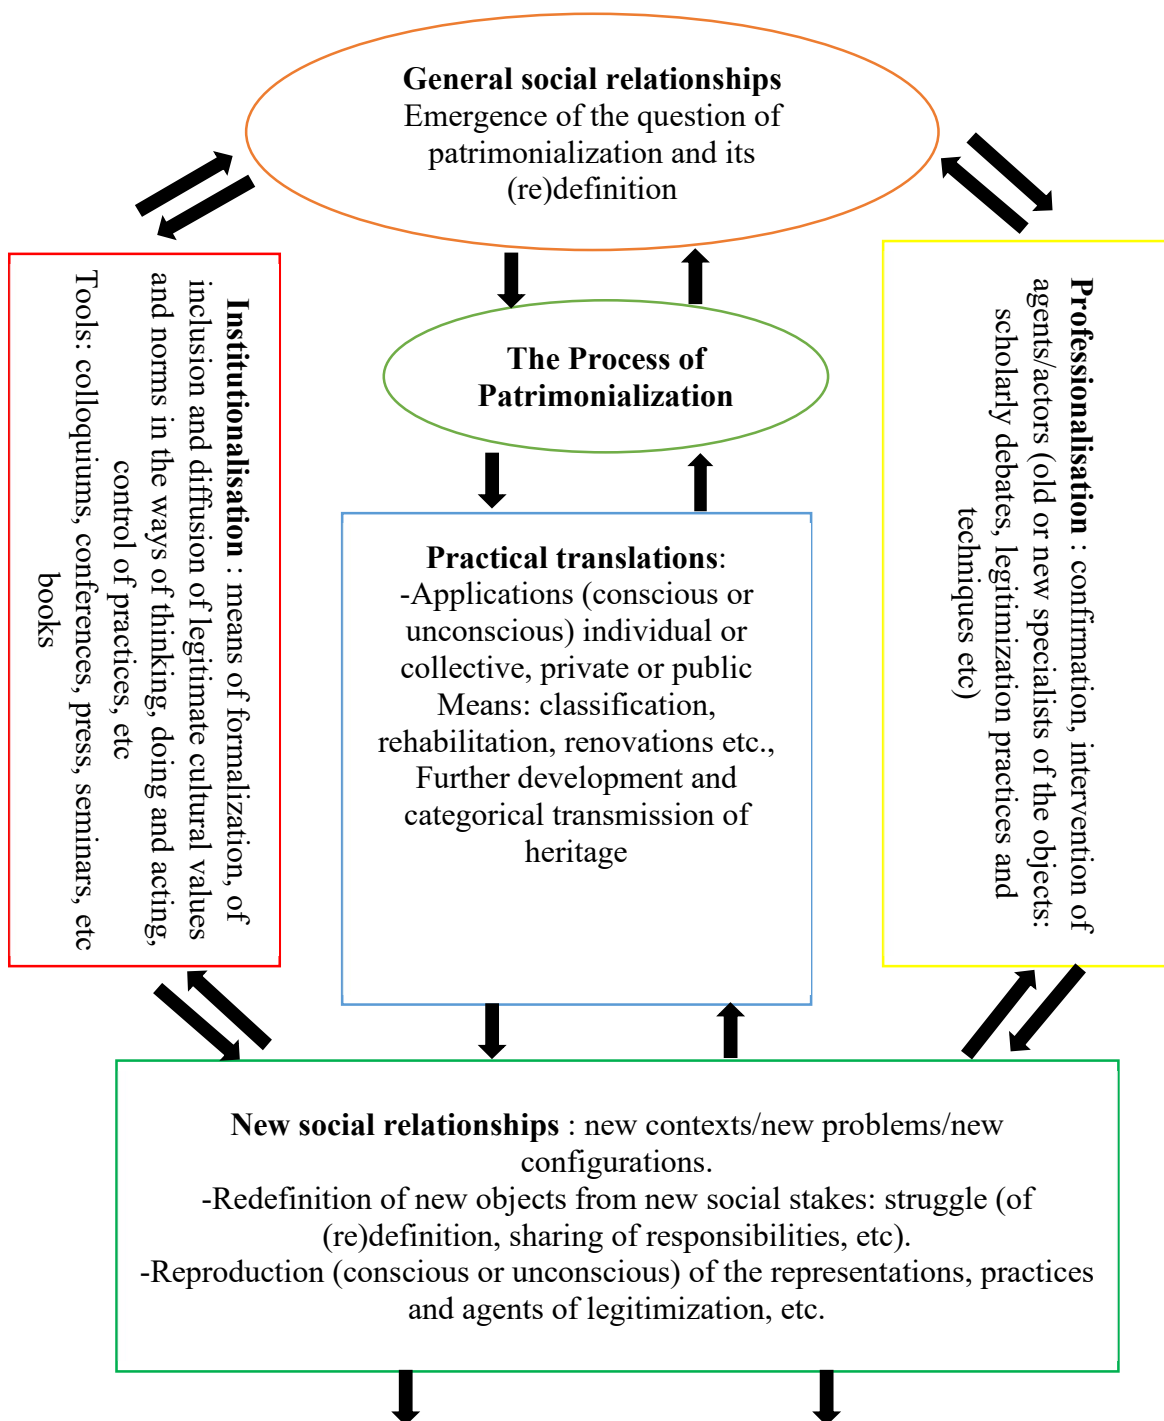 General social relationships
Emergence of the question of
patrimonialization and its
(re)definition
The Process of
Patrimonialization
Institutionalisation : means of formalization, of
inclusion and diffusion of legitimate cultural values
and norms in the ways of thinking, doing and acting,
control of practices, etc
Tools: colloquiums, conferences, press, seminars, etc
books
Practical translations:
-Applications (conscious or
unconscious) individual or
collective, private or public
Means: classification,
rehabilitation, renovations etc.,
Further development and
categorical transmission of
heritage
Professionalisation : confirmation, intervention of
agents/actors (old or new specialists of the objects:
scholarly debates, legitimization practices and
techniques etc)
New social relationships : new contexts/new problems/new
configurations.
-Redefinition of new objects from new social stakes: struggle (of
(re)definition, sharing of responsibilities, etc).
-Reproduction (conscious or unconscious) of the representations, practices
and agents of legitimization, etc.